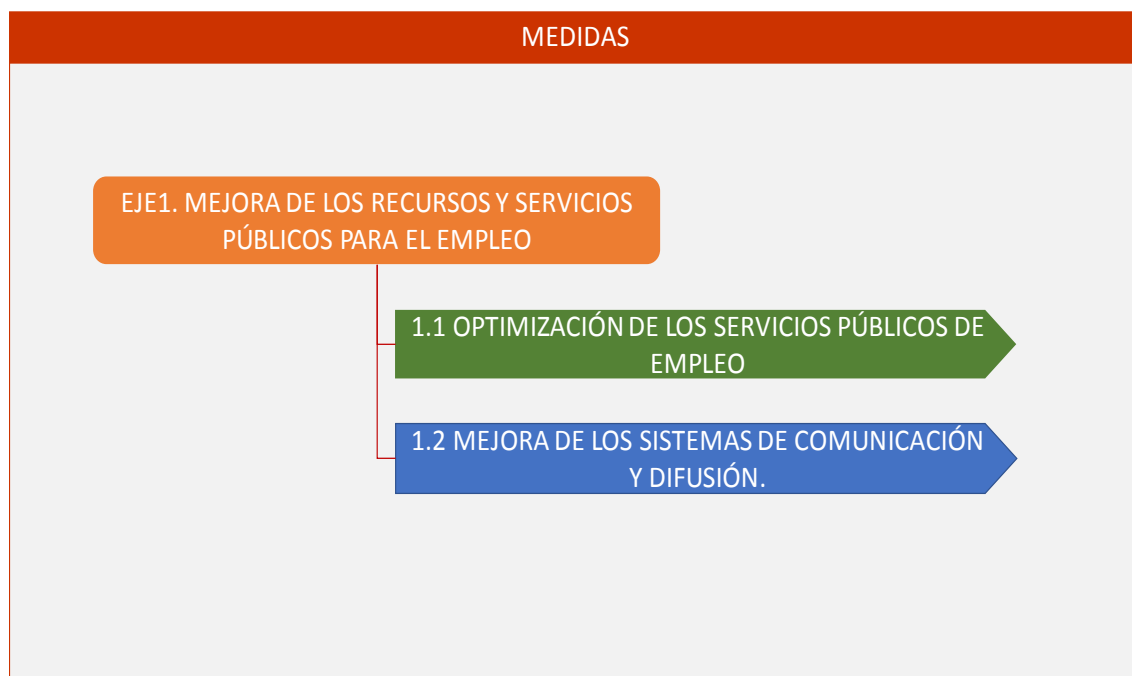 MEDIDAS
EJE1. MEJORA DE LOS RECURSOS Y SERVICIOS
PÚBLICOS PARA EL EMPLEO
1.1 OPTIMIZACIÓN DE LOS SERVICIOS PÚBLICOS DE
EMPLEO
1.2 MEJORA DE LOS SISTEMAS DE COMUNICACIÓN
Y DIFUSIÓN.